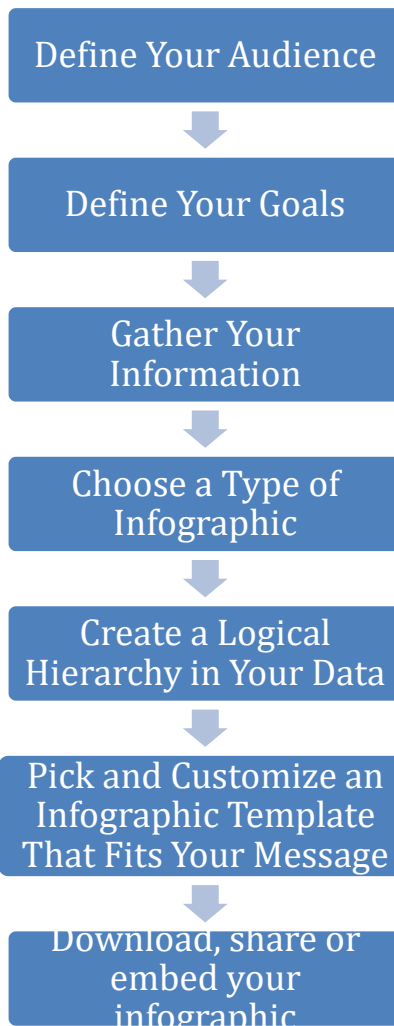 Define Your Audience
Define Your Goals
Gather Your
Information
Choose a Type of
Infographic
Create a Logical
Hierarchy in Your Data
Pick and Customize an
Infographic Template
That Fits Your Message
Download, share or
embed your
infographic